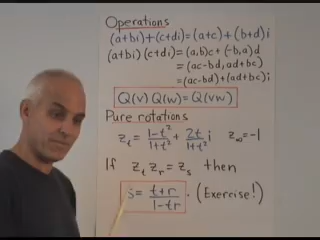 Operations
(a+bi)+(c+di)=(a+c)+(b+d)i
(a+bi)(c+di)=(a,b)c+(-b,a)d
=(ac-bd,ad+bc)
=(ac-bd)+(ad+bc)i
Q(v)Q(w)=Q(vw)
Pure rotations
z_t = (1-t²)/(1+t²) + (2t)/(1+t²) i   z_∞=-1
If z_t z_r = z_s then
s = (t+r)/(1-tr) . (Exercise!)